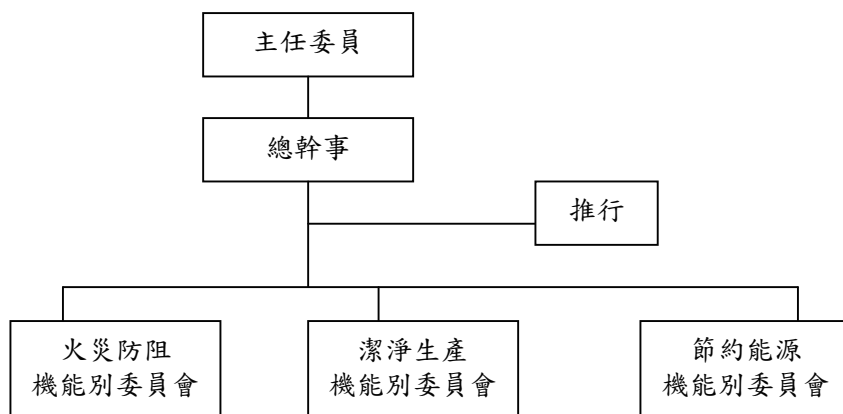 主任委員
總幹事
推行
火災防阻
機能別委員會
潔淨生產
機能別委員會
節約能源
機能別委員會